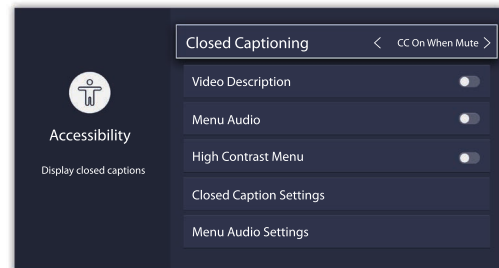 Closed Captioning
CC On When Mute
Video Description
Menu Audio
High Contrast Menu
Closed Caption Settings
Menu Audio Settings
Accessibility
Display closed captions